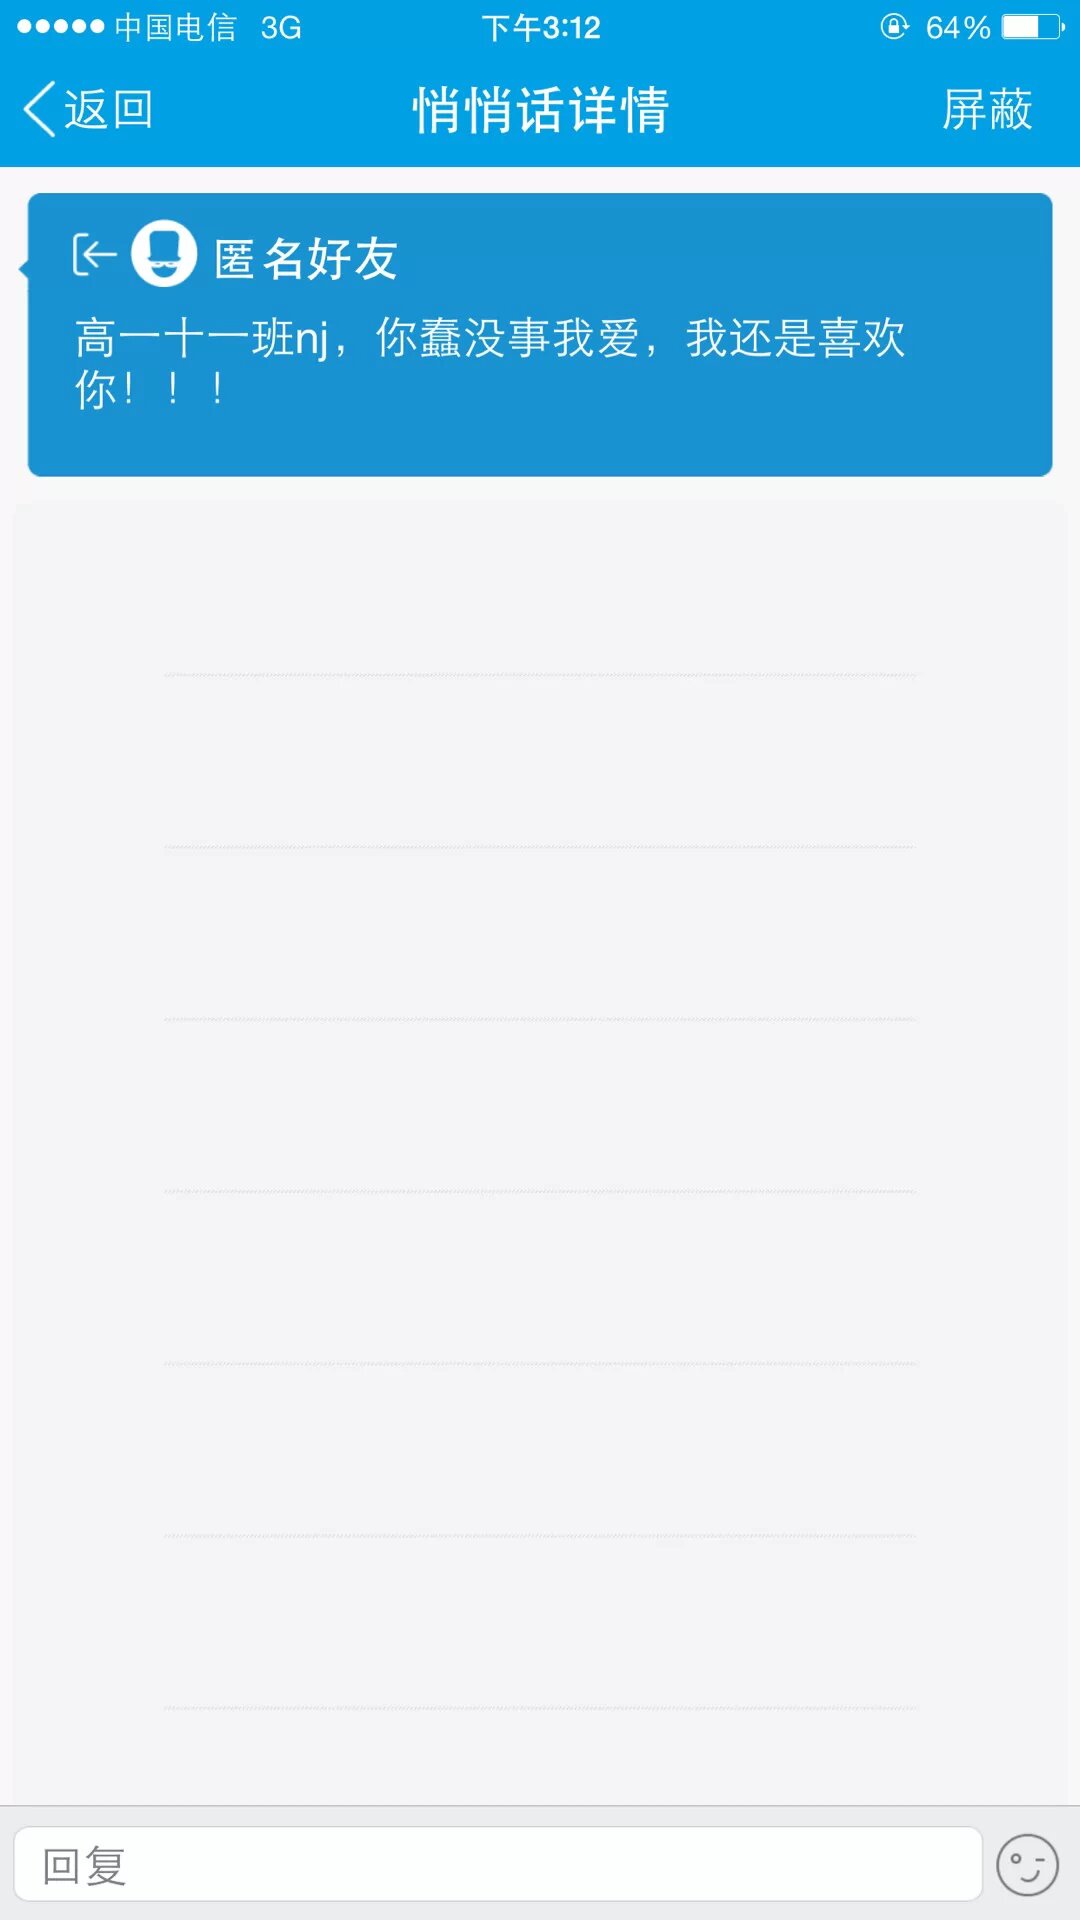 中国电信 3G 下午3:12 64%
返回 悄悄话详情 屏蔽
匿名好友
高一十一班nj，你蠢没事我爱，我还是喜欢
你！！！
回复